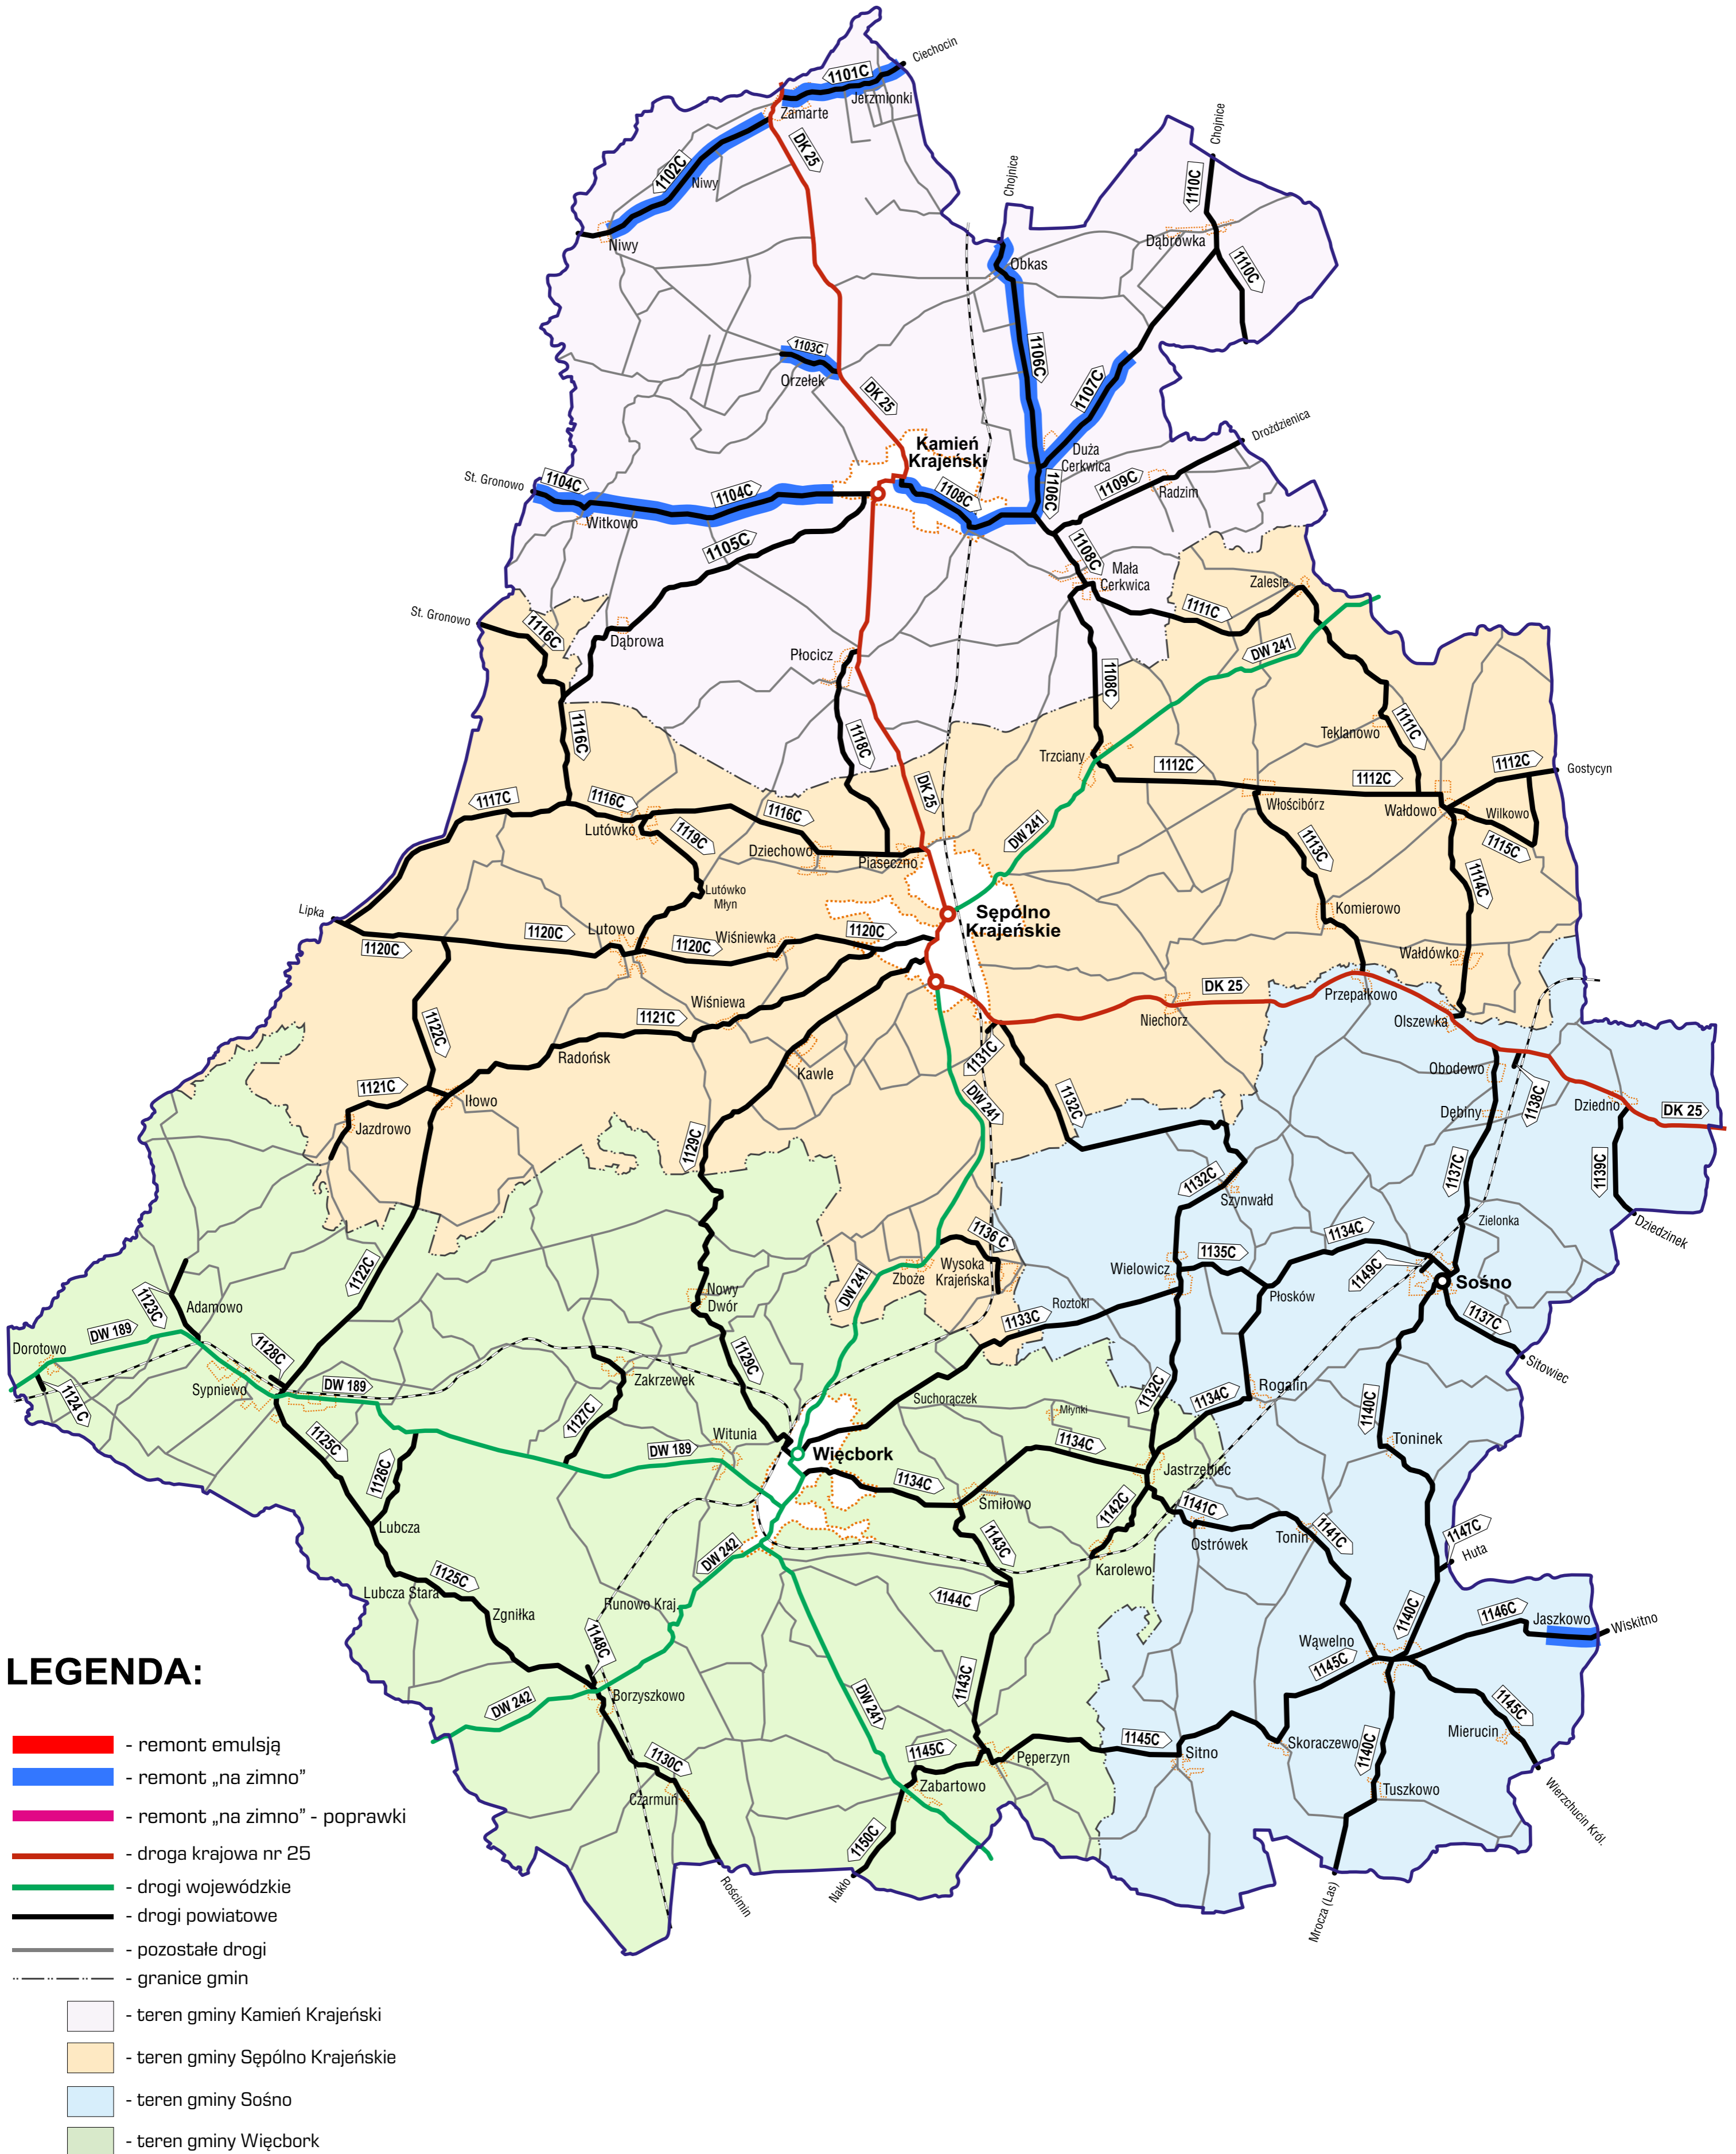 Ciechocin
1101C
Jerzmionki
Zamarte
DK 25
1102C
Niwy
Niwy
Chojnice
Chojnice
1110C
Dąbrówka
1110C
Obkas
1106C
1107C
1103C
Orzełek
DK 25
Kamień
Krajeński
Duża
Cerkwica
Drożdzienica
St. Gronowo
1104C
1104C
Witkowo
1108C
1106C
1109C
Radzim
1105C
1108C
Mała
Cerkwica
Zalesie
1111C
St. Gronowo
1116C
Dąbrowa
Płocicz
DW 241
1108C
1116C
1118C
1111C
Teklanowo
Trzciany
1112C
1112C
1112C
Gostycyn
DK 25
1117C
1116C
1116C
Lutówko
1119C
Dziechowo
Piaseczno
DW 241
Włościbórz
Wałdowo
Wilkowo
1115C
1113C
1114C
Lutówko
Młyn
Lipka
Sępólno
Krajeńskie
Komierowo
1120C
1120C
Lutowo
1120C
Wiśniewka
1120C
Wałdówko
DK 25
Przepałkowo
Niechorz
Olszewka
Wiśniewa
1121C
1122C
Radońsk
Kawle
1131C
1132C
Obodowo
1138C
Dziedno
DK 25
Dębiny
1121C
Iłowo
Jazdrowo
DW 241
1129C
1137C
1139C
1132C
Szynwałd
Zielonka
Dziedzinek
1136 C
1134C
1135C
1122C
Wysoka
Krajeńska
Zboże
Wielowicz
1149C
Sośno
Płosków
DW 241
Nowy
Dwór
Roztoki
1133C
1137C
Sitowiec
1123C
Adamowo
DW 189
Dorotowo
1128C
1129C
Zakrzewek
Sypniewo
DW 189
1124 C
Suchorączek
1132C
1134C
Rogalin
Młynki
1140C
1127C
1125C
Witunia
DW 189
Więcbork
1134C
Toninek
1126C
1134C
Jastrzębiec
Śmiłowo
1142C
1141C
1141C
Lubcza
Ostrówek
Tonin
1143C
1147C
Huta
DW 242
Karolewo
1125C
Lubcza Stara
1144C
Runowo Kraj.
Zgniłka
1140C
1146C
Jaszkowo
Wiskitno
1148C
Wąwelno
1145C
1143C
LEGENDA:
Borzyszkowo
DW 242
DW 241
1145C
Mierucin
- remont emulsją
1145C
1145C
Pęperzyn
Sitno
Skoraczewo
1140C
- remont „na zimno”
1130C
Zabartowo
Tuszkowo
Wierzchucin Król.
Czarmuń
- remont „na zimno” - poprawki
1150C
- droga krajowa nr 25
- drogi wojewódzkie
Rościmin
Nakło
Mrocza (Las)
- drogi powiatowe
- pozostałe drogi
- granice gmin
- teren gminy Kamień Krajeński
- teren gminy Sępólno Krajeńskie
- teren gminy Sośno
- teren gminy Więcbork